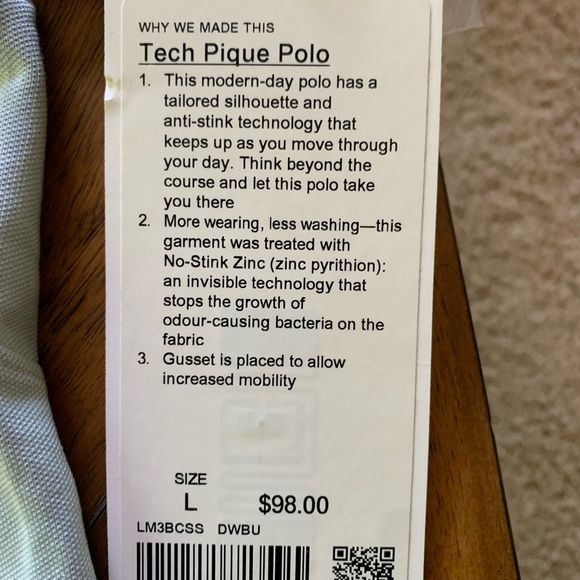 WHY WE MADE THIS
Tech Pique Polo
1. This modern-day polo has a
tailored silhouette and
anti-stink technology that
keeps up as you move through
your day. Think beyond the
course and let this polo take
you there
2. More wearing, less washing—this
garment was treated with
No-Stink Zinc (zinc pyrithion):
an invisible technology that
stops the growth of
odour-causing bacteria on the
fabric
3. Gusset is placed to allow
increased mobility
SIZE
L $98.00
LM3BCSS DWBU